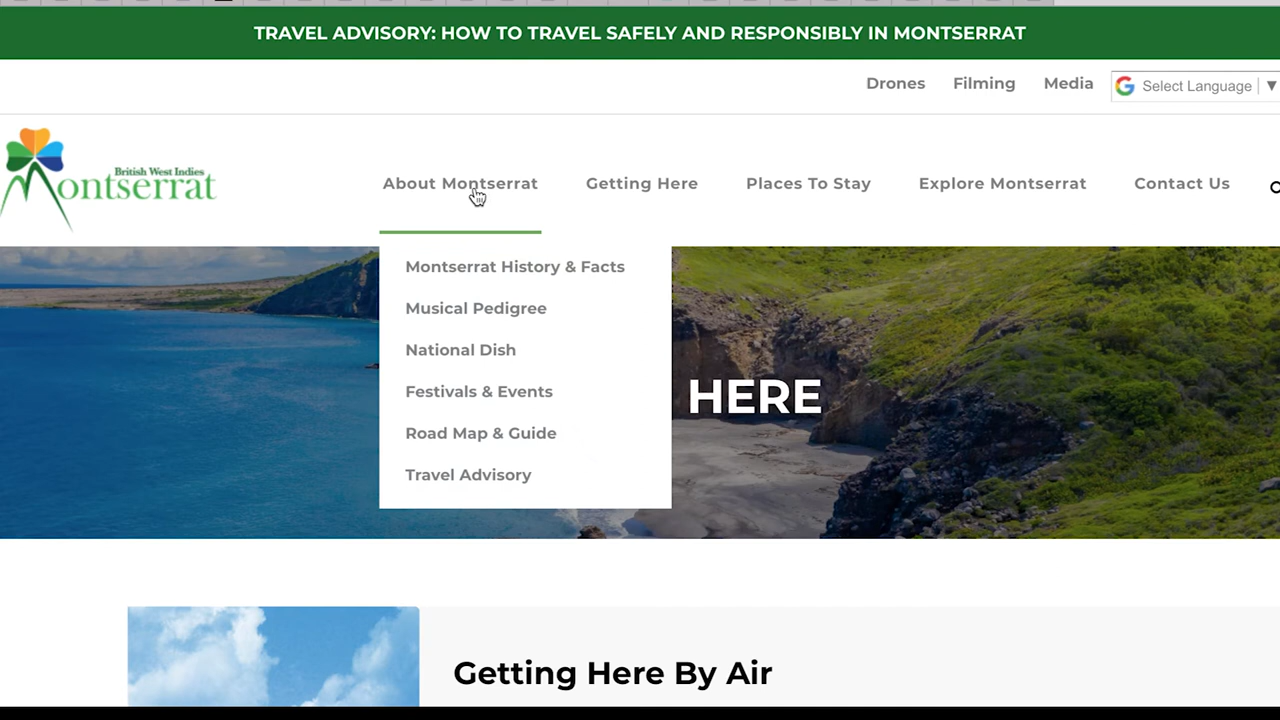 TRAVEL ADVISORY: HOW TO TRAVEL SAFELY AND RESPONSIBLY IN MONTSERRAT
Drones Filming Media Select Language ▼
British West Indies
Montserrat
About Montserrat Getting Here Places To Stay Explore Montserrat Contact Us
Montserrat History & Facts
Musical Pedigree
National Dish
Festivals & Events
Road Map & Guide
Travel Advisory
HERE
Getting Here By Air